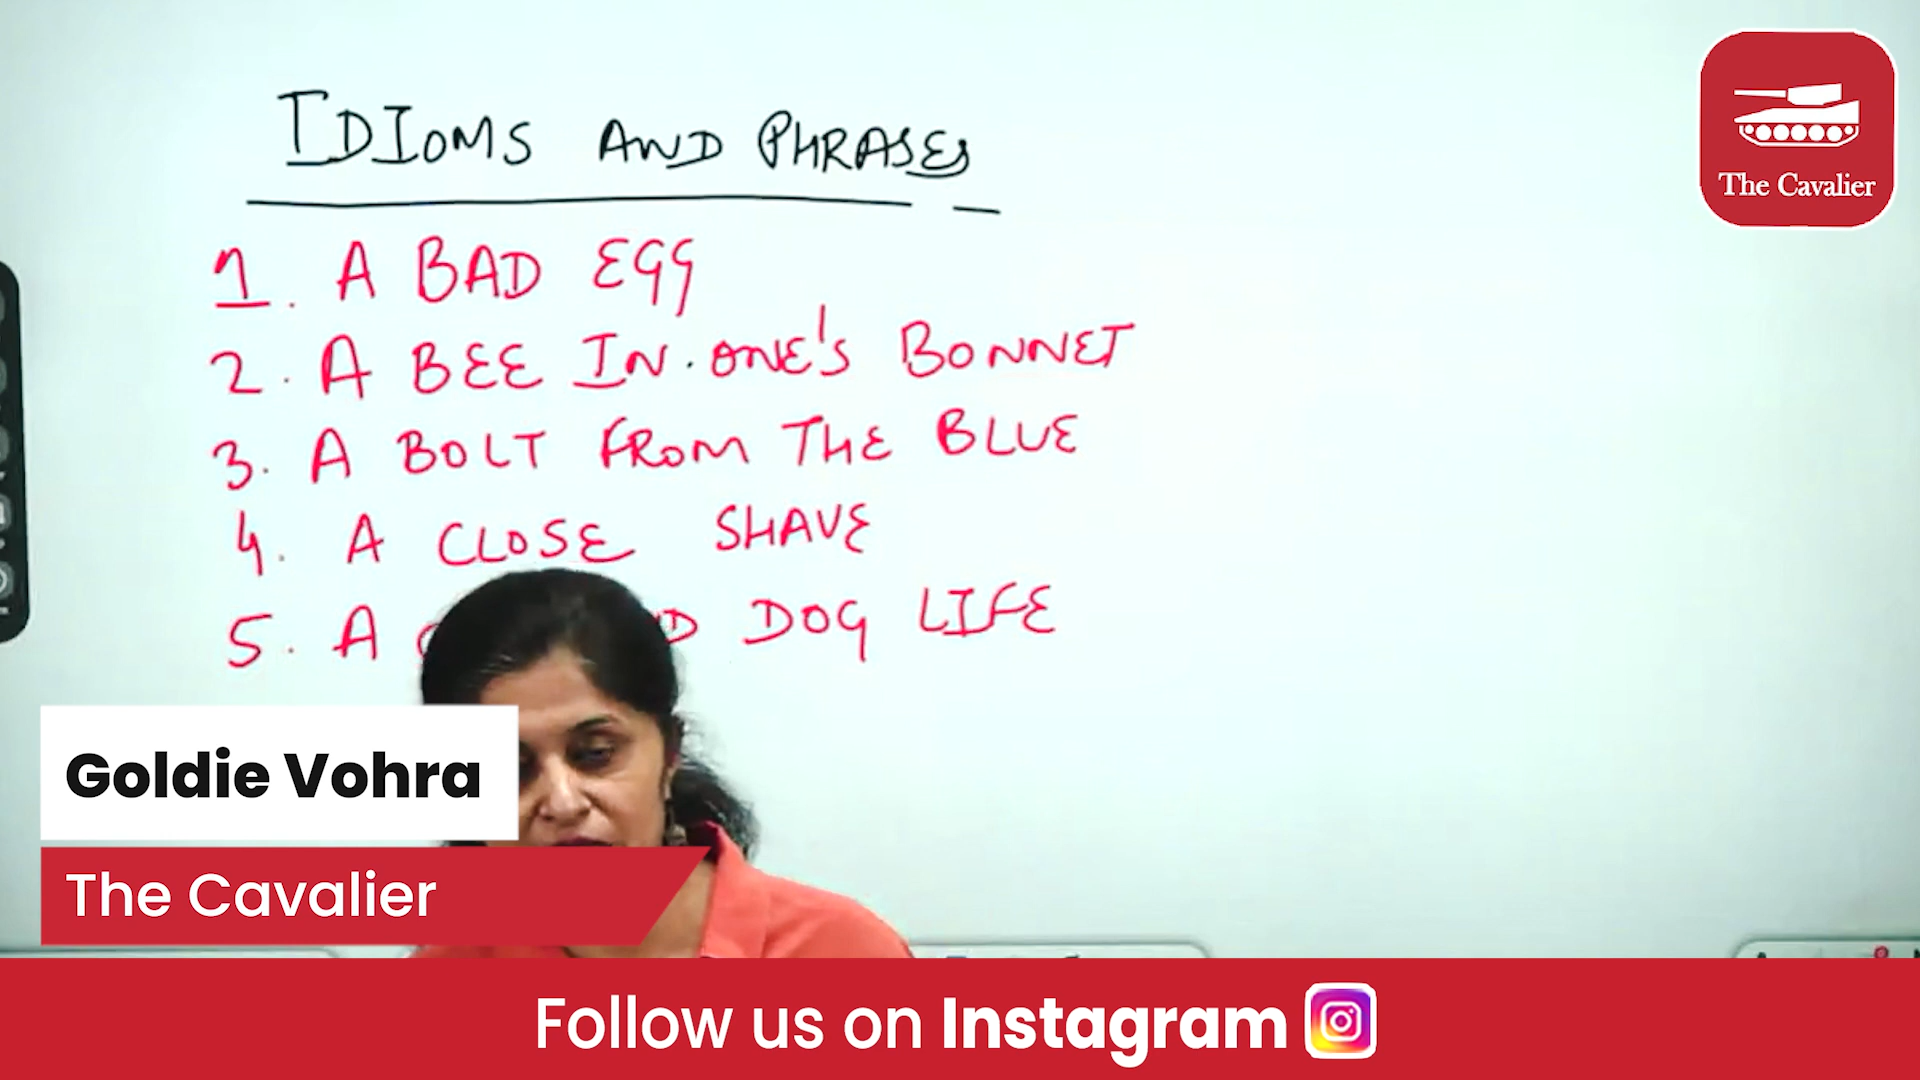 IDIOMS AND PHRASES
1. A BAD EGG
2. A BEE IN ONE'S BONNET
3. A BOLT FROM THE BLUE
4. A CLOSE SHAVE
5. A DOG LIFE
The Cavalier
Goldie Vohra
The Cavalier
Follow us on Instagram